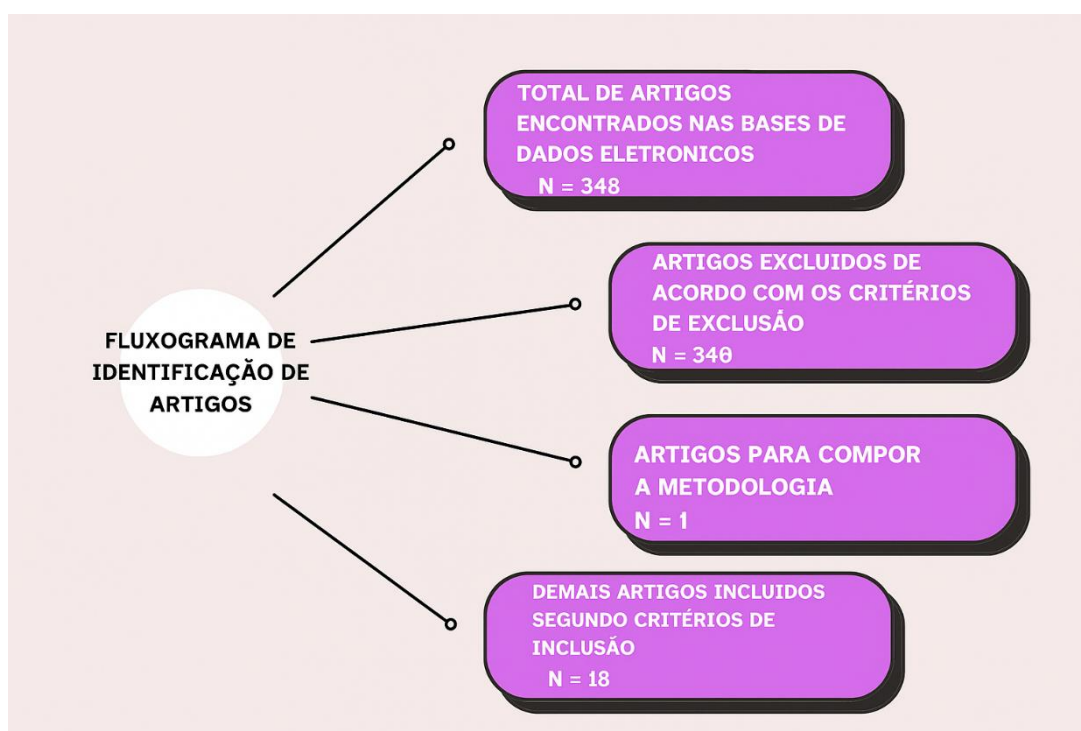 TOTAL DE ARTIGOS
ENCONTRADOS NAS BASES DE
DADOS ELETRONICOS
N = 348
ARTIGOS EXCLUIDOS DE
ACORDO COM OS CRITÉRIOS
DE EXCLUSÃO
N = 340
FLUXOGRAMA DE
IDENTIFICAÇÃO DE
ARTIGOS
ARTIGOS PARA COMPOR
A METODOLOGIA
N = 1
DEMAIS ARTIGOS INCLUIDOS
SEGUNDO CRITÉRIOS DE
INCLUSÃO
N = 18